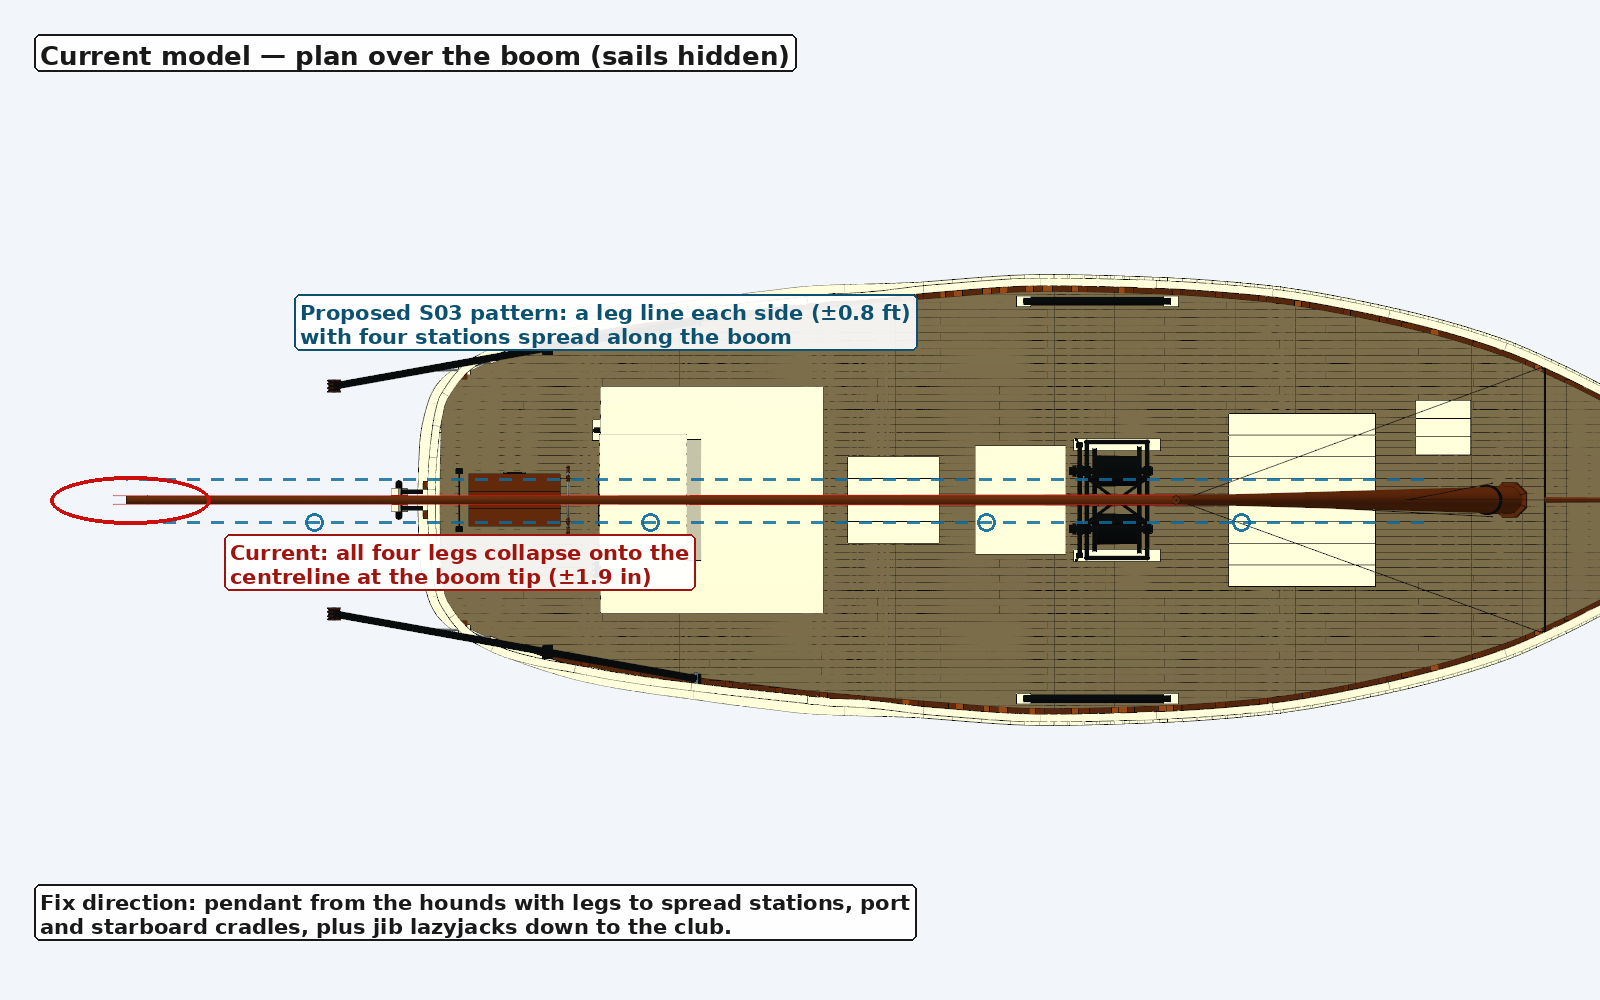 Current model — plan over the boom (sails hidden)
Proposed S03 pattern: a leg line each side (±0.8 ft)
with four stations spread along the boom
Current: all four legs collapse onto the
centreline at the boom tip (±1.9 in)
Fix direction: pendant from the hounds with legs to spread stations, port
and starboard cradles, plus jib lazyjacks down to the club.